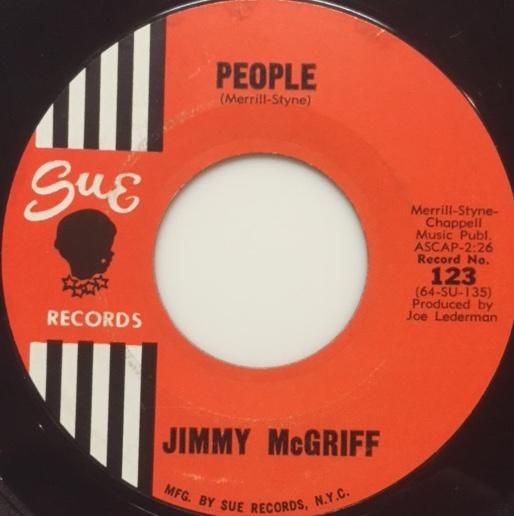 PEOPLE
(Merrill-Styne)
Sue
RECORDS
Merrill-Styne-
Chappell
Music Publ.
ASCAP-2:26
Record No.
123
(64-SU-135)
Produced by
Joe Lederman
JIMMY McGRIFF
MFG. BY SUE RECORDS, N.Y.C.